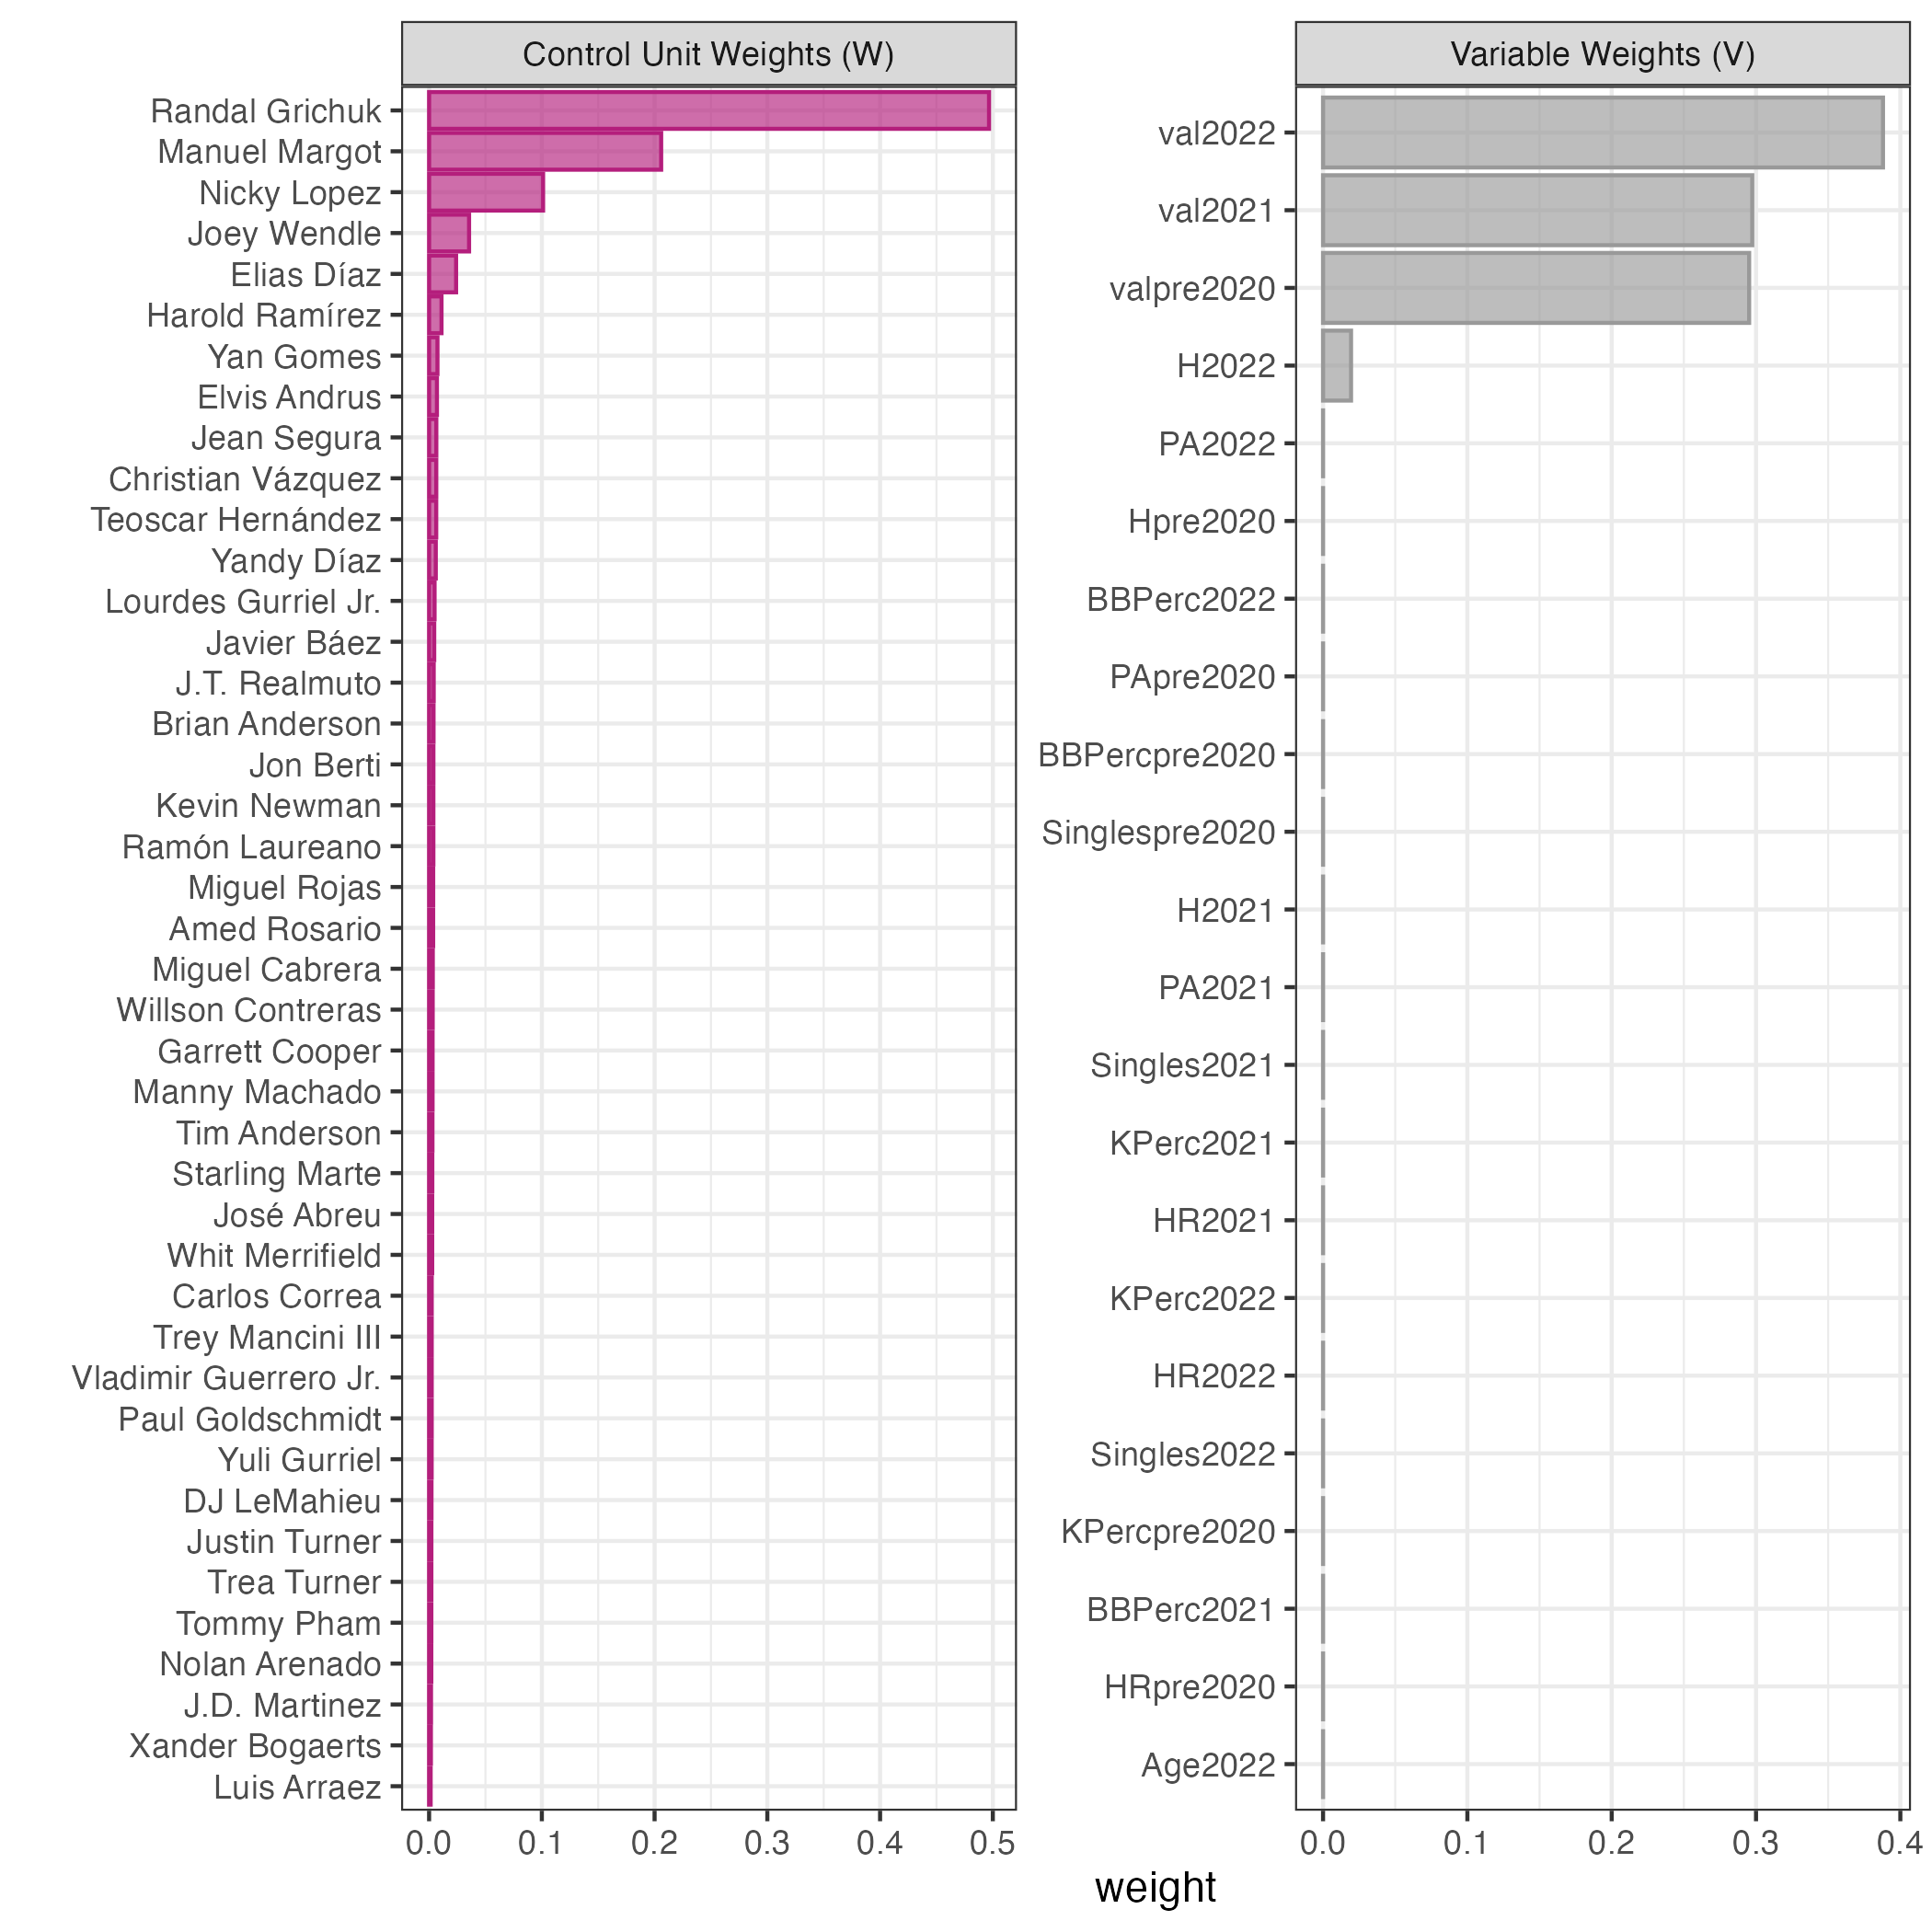 Control Unit Weights (W)
Randal Grichuk
Manuel Margot
Nicky Lopez
Joey Wendle
Elias Díaz
Harold Ramírez
Yan Gomes
Elvis Andrus
Jean Segura
Christian Vázquez
Teoscar Hernández
Yandy Díaz
Lourdes Gurriel Jr.
Javier Báez
J.T. Realmuto
Brian Anderson
Jon Berti
Kevin Newman
Ramón Laureano
Miguel Rojas
Amed Rosario
Miguel Cabrera
Willson Contreras
Garrett Cooper
Manny Machado
Tim Anderson
Starling Marte
José Abreu
Whit Merrifield
Carlos Correa
Trey Mancini III
Vladimir Guerrero Jr.
Paul Goldschmidt
Yuli Gurriel
DJ LeMahieu
Justin Turner
Trea Turner
Tommy Pham
Nolan Arenado
J.D. Martinez
Xander Bogaerts
Luis Arraez
0.0 0.1 0.2 0.3 0.4 0.5
Variable Weights (V)
val2022
val2021
valpre2020
H2022
PA2022
Hpre2020
BBPerc2022
PApre2020
BBPercpre2020
Singlespre2020
H2021
PA2021
Singles2021
KPerc2021
HR2021
KPerc2022
HR2022
Singles2022
KPercpre2020
BBPerc2021
HRpre2020
Age2022
0.0 0.1 0.2 0.3 0.4
weight